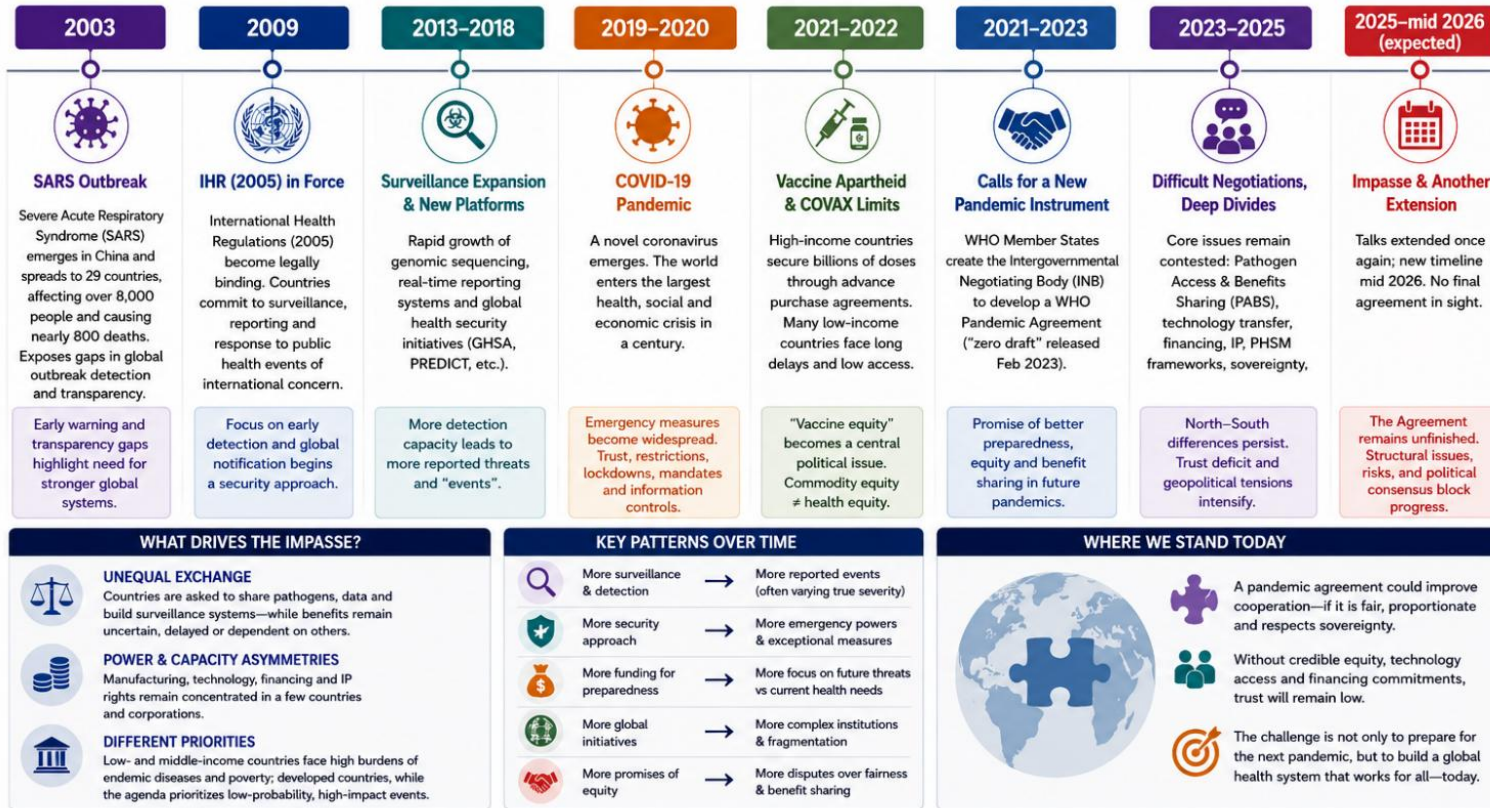 2003
SARS Outbreak
Severe Acute Respiratory
Syndrome (SARS)
emerges in China and
spreads to 29 countries,
affecting over 8,000
people and causing
nearly 800 deaths.
Exposes gaps in global
outbreak detection
and transparency.
Early warning and
transparency gaps
highlight need for
stronger global
systems.
2009
IHR (2005) in Force
International Health
Regulations (2005)
become legally
binding. Countries
commit to surveillance,
reporting and
response to public
health events of
international concern.
Focus on early
detection and global
notification begins
a security approach.
2013–2018
Surveillance Expansion
& New Platforms
Rapid growth of
genomic sequencing,
real-time reporting
systems and global
health security
initiatives (GHSA,
PREDICT, etc.).
More detection
capacity leads to
more reported threats
and “events”.
2019–2020
COVID-19
Pandemic
A novel coronavirus
emerges. The world
enters the largest
health, social and
economic crisis in
a century.
Emergency measures
become widespread.
Trust, restrictions,
lockdowns, mandates
and information
controls.
2021–2022
Vaccine Apartheid
& COVAX Limits
High-income countries
secure billions of doses
through advance
purchase agreements.
Many low-income
countries face long
delays and low access.
“Vaccine equity”
becomes a central
political issue.
Commodity equity
≠ health equity.
2021–2023
Calls for a New
Pandemic Instrument
WHO Member States
create the Intergovernmental
Negotiating Body (INB)
to develop a WHO
Pandemic Agreement
(“zero draft” released
Feb 2023).
Promise of better
preparedness,
equity and benefit
sharing in future
pandemics.
2023–2025
Difficult Negotiations,
Deep Divides
Core issues remain
contested: Pathogen
Access & Benefits
Sharing (PABS),
technology transfer,
financing, IP, PHSM
frameworks, sovereignty,
North–South
differences persist.
Trust deficit and
geopolitical tensions
intensify.
2025–mid 2026
(expected)
Impasse & Another
Extension
Talks extended once
again; new timeline
mid 2026. No final
agreement in sight.
The Agreement
remains unfinished.
Structural issues,
risks, and political
consensus block
progress.
WHAT DRIVES THE IMPASSE?
UNEQUAL EXCHANGE
Countries are asked to share pathogens, data and
build surveillance systems—while benefits remain
uncertain, delayed or dependent on others.
POWER & CAPACITY ASYMMETRIES
Manufacturing, technology, financing and IP
rights remain concentrated in a few countries
and corporations.
DIFFERENT PRIORITIES
Low- and middle-income countries face high burdens of
endemic diseases and poverty; developed countries, while
the agenda prioritizes low-probability, high-impact events.
KEY PATTERNS OVER TIME
More surveillance
& detection
More reported events
(often varying true severity)
More security
approach
More emergency powers
& exceptional measures
More funding for
preparedness
More focus on future threats
vs current health needs
More global
initiatives
More complex institutions
& fragmentation
More promises of
equity
More disputes over fairness
& benefit sharing
WHERE WE STAND TODAY
A pandemic agreement could improve
cooperation—if it is fair, proportionate
and respects sovereignty.
Without credible equity, technology
access and financing commitments,
trust will remain low.
The challenge is not only to prepare for
the next pandemic, but to build a global
health system that works for all—today.